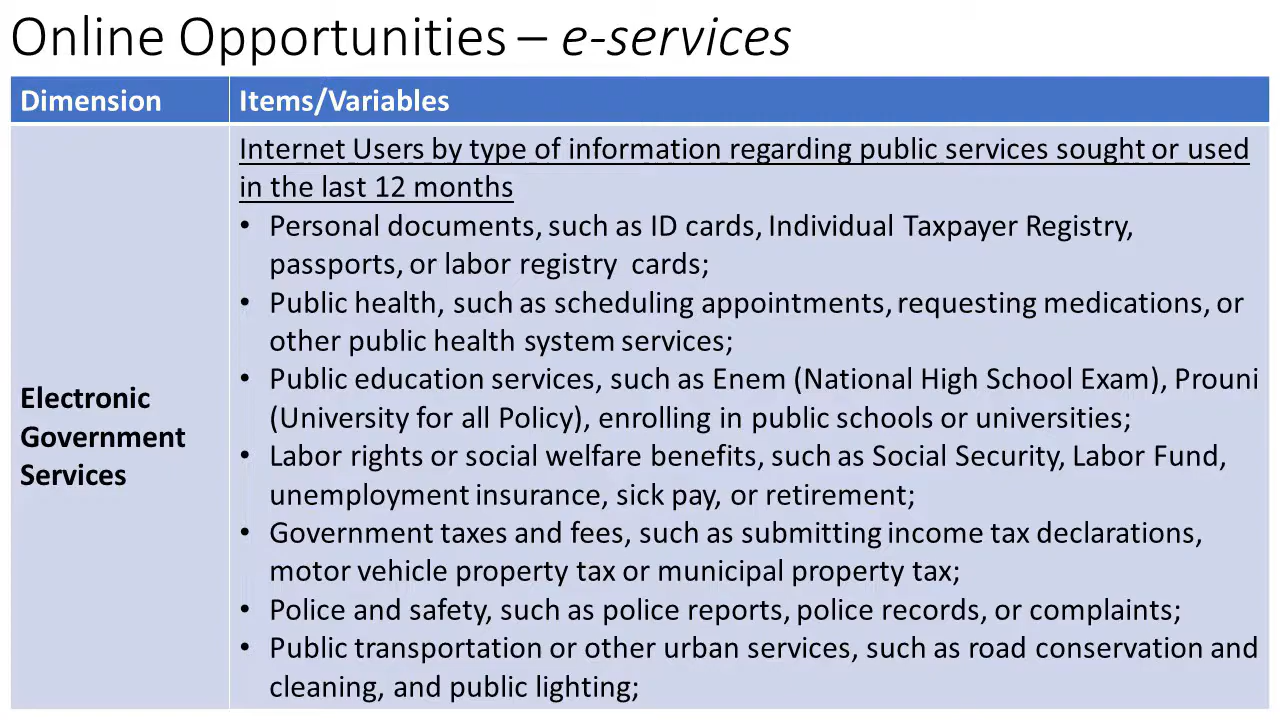 Online Opportunities – e-services
Dimension
Items/Variables
Electronic
Government
Services
Internet Users by type of information regarding public services sought or used
in the last 12 months
• Personal documents, such as ID cards, Individual Taxpayer Registry,
passports, or labor registry cards;
• Public health, such as scheduling appointments, requesting medications, or
other public health system services;
• Public education services, such as Enem (National High School Exam), Prouni
(University for all Policy), enrolling in public schools or universities;
• Labor rights or social welfare benefits, such as Social Security, Labor Fund,
unemployment insurance, sick pay, or retirement;
• Government taxes and fees, such as submitting income tax declarations,
motor vehicle property tax or municipal property tax;
• Police and safety, such as police reports, police records, or complaints;
• Public transportation or other urban services, such as road conservation and
cleaning, and public lighting;